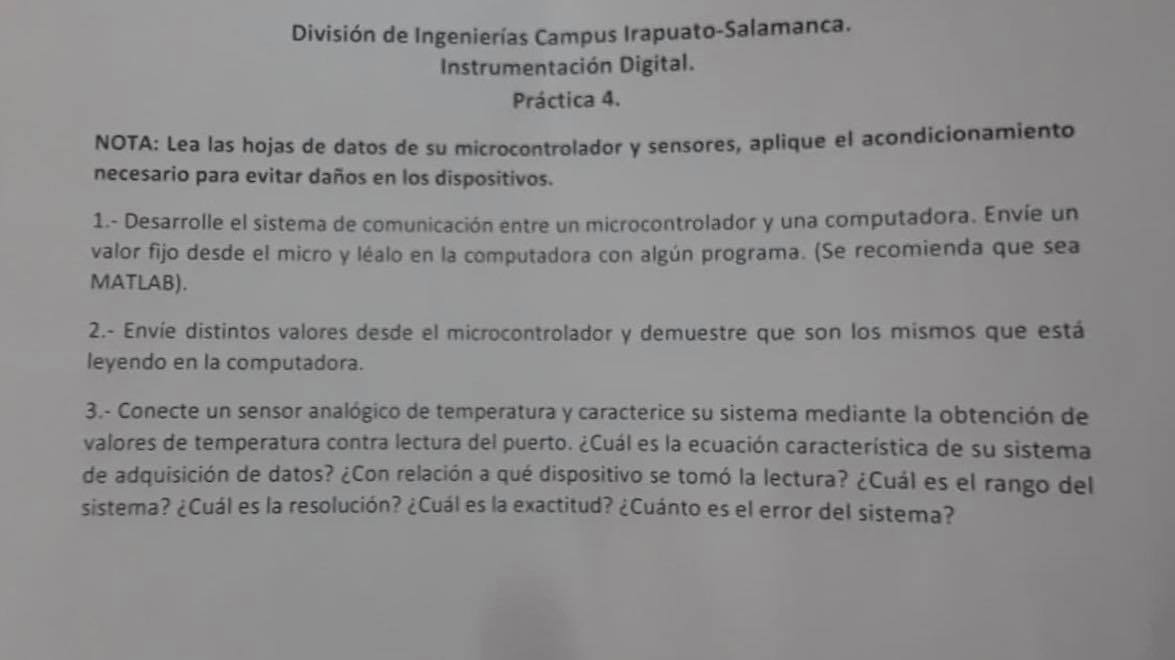 División de Ingenierías Campus Irapuato-Salamanca.
Instrumentación Digital.
Práctica 4.
NOTA: Lea las hojas de datos de su microcontrolador y sensores, aplique el acondicionamiento
necesario para evitar daños en los dispositivos.
1.- Desarrolle el sistema de comunicación entre un microcontrolador y una computadora. Envíe un
valor fijo desde el micro y léalo en la computadora con algún programa. (Se recomienda que sea
MATLAB).
2.- Envíe distintos valores desde el microcontrolador y demuestre que son los mismos que está
leyendo en la computadora.
3.- Conecte un sensor analógico de temperatura y caracterice su sistema mediante la obtención de
valores de temperatura contra lectura del puerto. ¿Cuál es la ecuación característica de su sistema
de adquisición de datos? ¿Con relación a qué dispositivo se tomó la lectura? ¿Cuál es el rango del
sistema? ¿Cuál es la resolución? ¿Cuál es la exactitud? ¿Cuánto es el error del sistema?